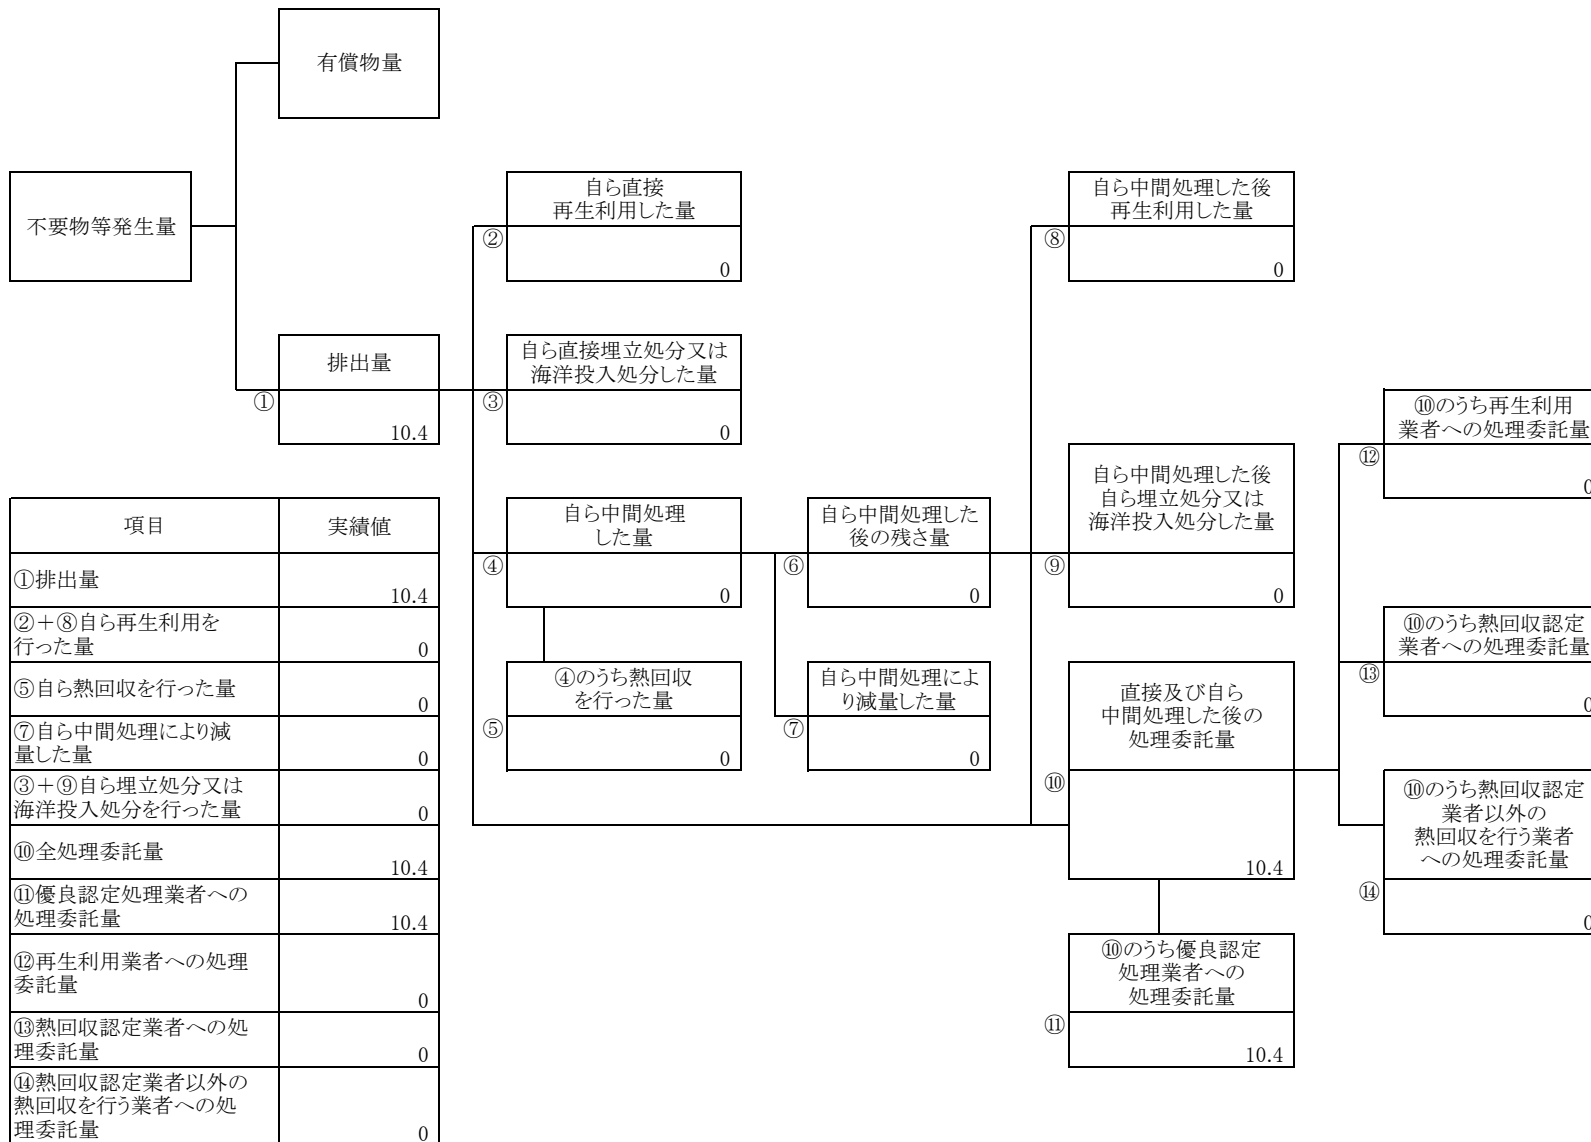 有償物量
不要物等発生量
自ら直接
再生利用した量
②
0
自ら中間処理した後
再生利用した量
⑧
0
排出量
①
10.4
自ら直接埋立処分又は
海洋投入処分した量
③
0
⑩のうち再生利用
業者への処理委託量
⑫
0
自ら中間処理
した量
④
0
自ら中間処理した
後の残さ量
⑥
0
自ら中間処理した後
自ら埋立処分又は
海洋投入処分した量
⑨
0
⑩のうち熱回収認定
業者への処理委託量
⑬
0
④のうち熱回収
を行った量
⑤
0
自ら中間処理によ
り減量した量
⑦
0
直接及び自ら
中間処理した後の
処理委託量
⑩
10.4
⑩のうち熱回収認定
業者以外の
熱回収を行う業者
への処理委託量
⑭
0
⑩のうち優良認定
処理業者への
処理委託量
⑪
10.4
項目 実績値
①排出量
10.4
②＋⑧自ら再生利用を
行った量 0
⑤自ら熱回収を行った量
0
⑦自ら中間処理により減
量した量 0
③＋⑨自ら埋立処分又は
海洋投入処分を行った量 0
⑩全処理委託量
10.4
⑪優良認定処理業者への
処理委託量 10.4
⑫再生利用業者への処理
委託量
0
⑬熱回収認定業者への処
理委託量 0
⑭熱回収認定業者以外の
熱回収を行う業者への処
理委託量 0